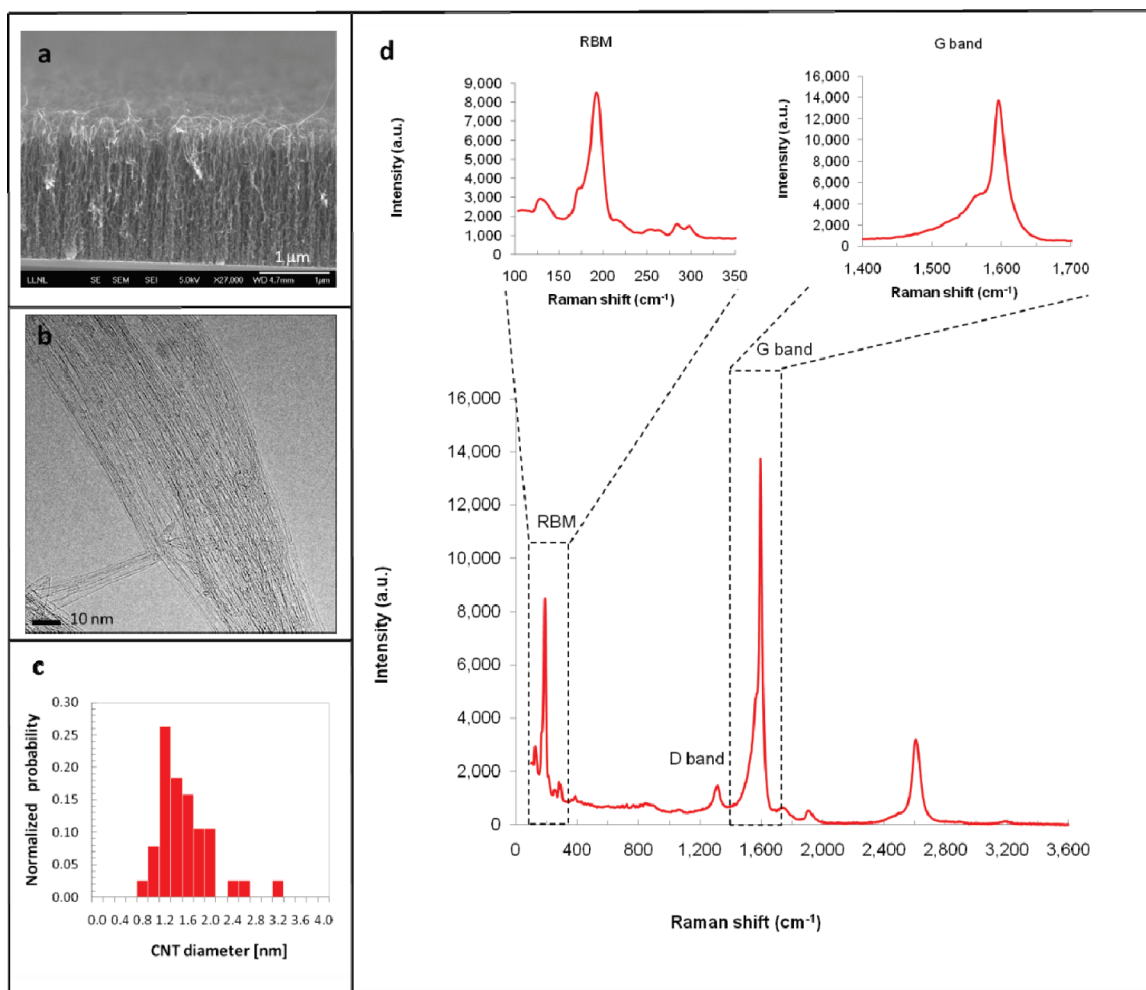 a
1 µm
LLNL SE SEM SEI 5.0kV X27,000 WD 4.7mm 1µm
b
10 nm
c
Normalized probability
0.30
0.25
0.20
0.15
0.10
0.05
0.00
0.0 0.4 0.8 1.2 1.6 2.0 2.4 2.8 3.2 3.6 4.0
CNT diameter [nm]
d
RBM
Intensity (a.u.)
9,000
8,000
7,000
6,000
5,000
4,000
3,000
2,000
1,000
0
100 150 200 250 300 350
Raman shift (cm⁻¹)
G band
Intensity (a.u.)
16,000
14,000
12,000
10,000
8,000
6,000
4,000
2,000
0
1,400 1,500 1,600 1,700
Raman shift (cm⁻¹)
G band
RBM
D band
Intensity (a.u.)
16,000
14,000
12,000
10,000
8,000
6,000
4,000
2,000
0
0 400 800 1,200 1,600 2,000 2,400 2,800 3,200 3,600
Raman shift (cm⁻¹)